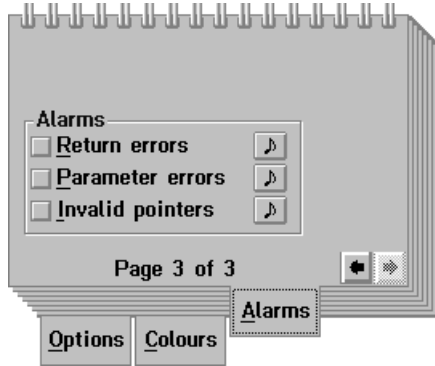 Alarms
Return errors
Parameter errors
Invalid pointers
Page 3 of 3
Alarms
Options Colours